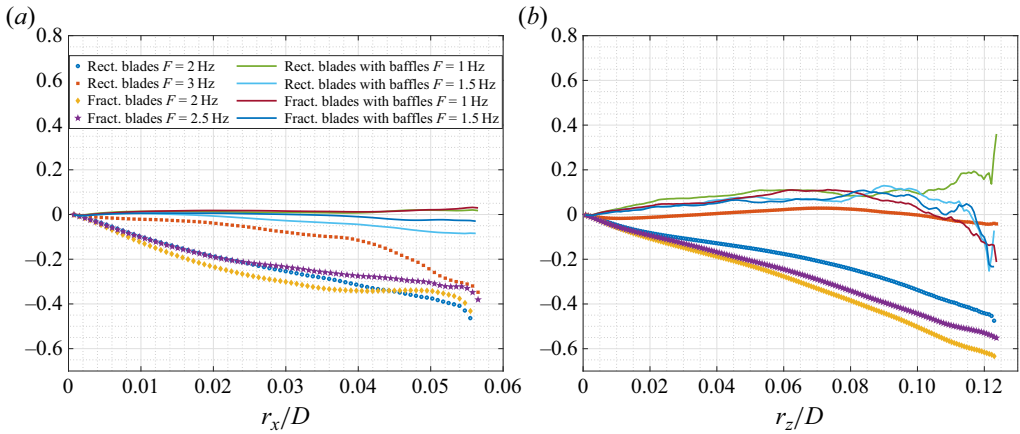 (a)
0.8
0.6
0.4
0.2
0
−0.2
−0.4
−0.6
Rect. blades F = 2 Hz
Rect. blades F = 3 Hz
Fract. blades F = 2 Hz
Fract. blades F = 2.5 Hz
Rect. blades with baffles F = 1 Hz
Rect. blades with baffles F = 1.5 Hz
Fract. blades with baffles F = 1 Hz
Fract. blades with baffles F = 1.5 Hz
0 0.01 0.02 0.03 0.04 0.05 0.06
r_x/D
(b)
0.8
0.6
0.4
0.2
0
−0.2
−0.4
−0.6
0 0.02 0.04 0.06 0.08 0.10 0.12
r_z/D